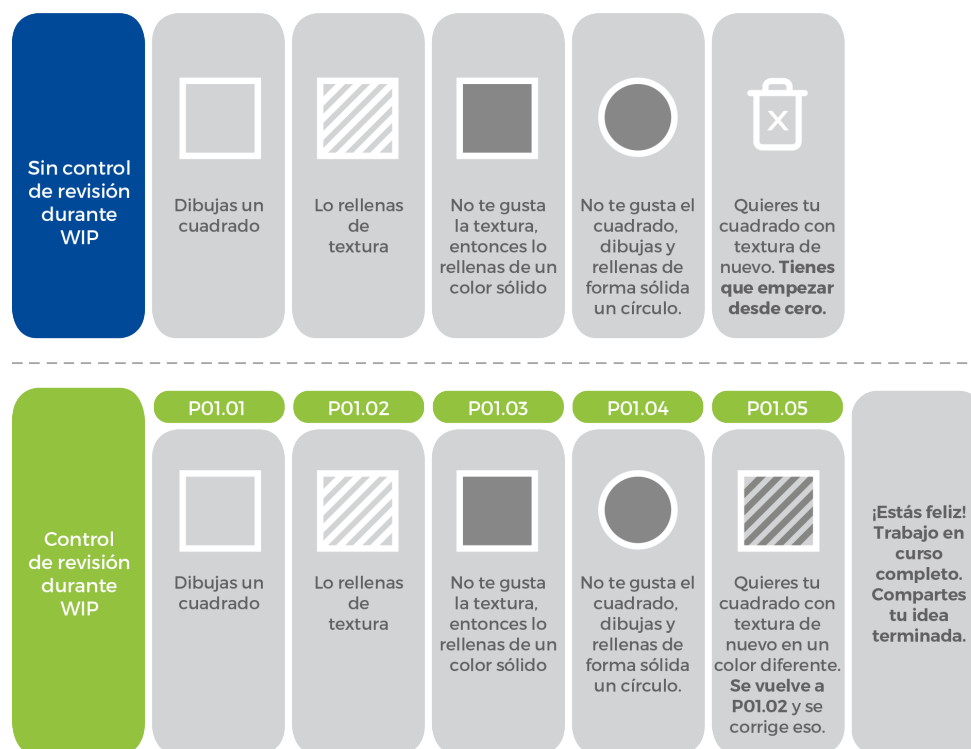 Sin control
de revisión
durante
WIP
Dibujas un
cuadrado
Lo rellenas
de
textura
No te gusta
la textura,
entonces lo
rellenas de un
color sólido
No te gusta el
cuadrado,
dibujas y
rellenas de
forma sólida
un círculo.
Quieres tu
cuadrado con
textura de
nuevo. Tienes
que empezar
desde cero.
Control
de revisión
durante
WIP
P01.01
Dibujas un
cuadrado
P01.02
Lo rellenas
de
textura
P01.03
No te gusta
la textura,
entonces lo
rellenas de un
color sólido
P01.04
No te gusta el
cuadrado,
dibujas y
rellenas de
forma sólida
un círculo.
P01.05
Quieres tu
cuadrado con
textura de
nuevo en un
color diferente.
Se vuelve a
P01.02 y se
corrige eso.
¡Estás feliz!
Trabajo en
curso
completo.
Compartes
tu idea
terminada.